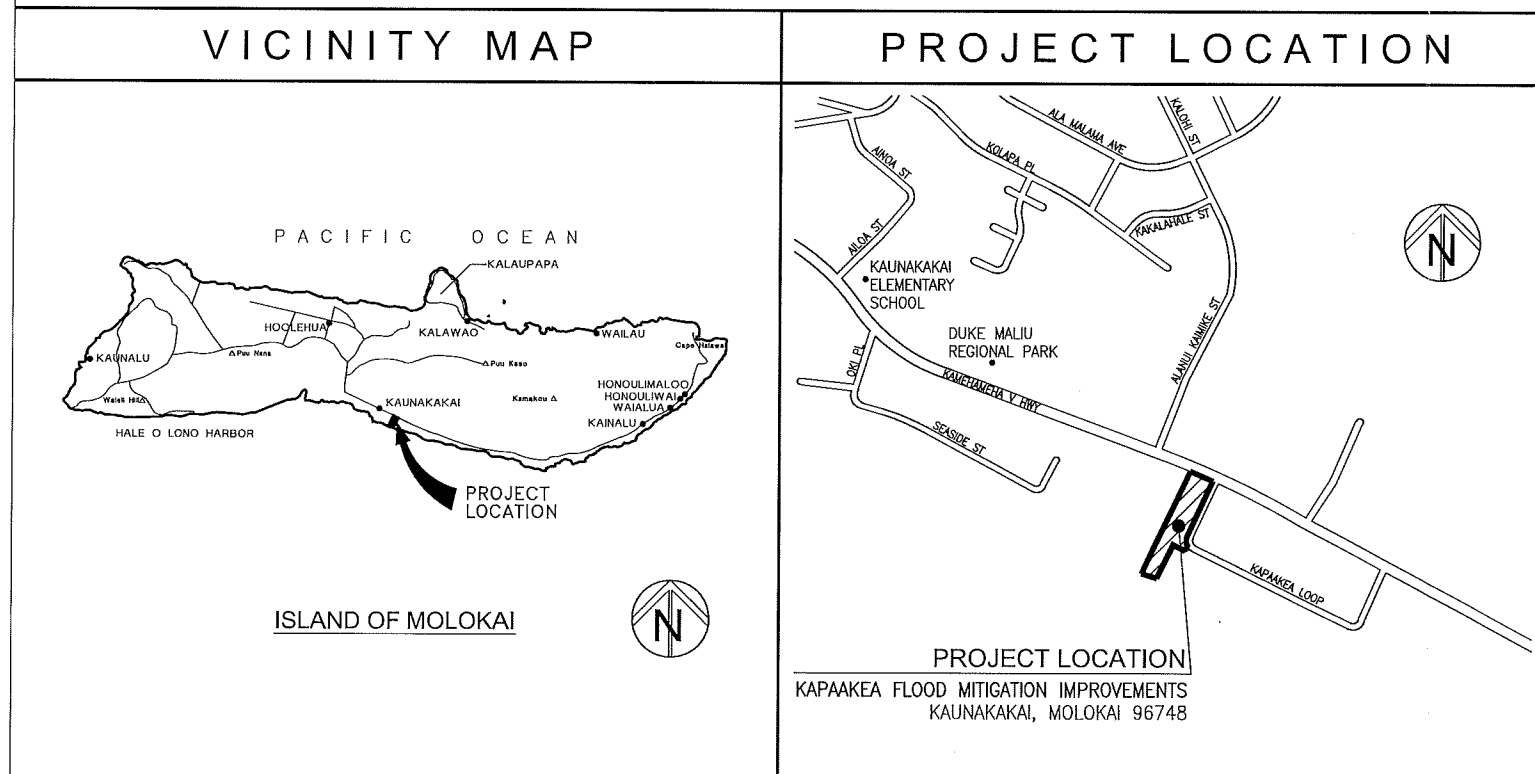 VICINITY MAP
PACIFIC OCEAN
KALAUPAPA
HOOLEHUA
KALAWAO
WAILAU
KAUNALU
Puu Nana
Cape Halawa
HONOULIMALOO
HONOULIWAI
WAIALUA
KAINALU
Kamakou
KAUNAKAKAI
HALE O LONO HARBOR
PROJECT
LOCATION
ISLAND OF MOLOKAI
N
PROJECT LOCATION
KALOHI ST
ALA MALAMA AVE
KOLAPA PL
AINOA ST
KAKALAHALE ST
AILOA ST
N
KAUNAKAKAI
ELEMENTARY
SCHOOL
ALANUI KAIMIKE ST
DUKE MALIU
REGIONAL PARK
OKI PL
KAMEHAMEHA V HWY
SEASIDE ST
KAPAAKEA LOOP
PROJECT LOCATION
KAPAAKEA FLOOD MITIGATION IMPROVEMENTS
KAUNAKAKAI, MOLOKAI 96748